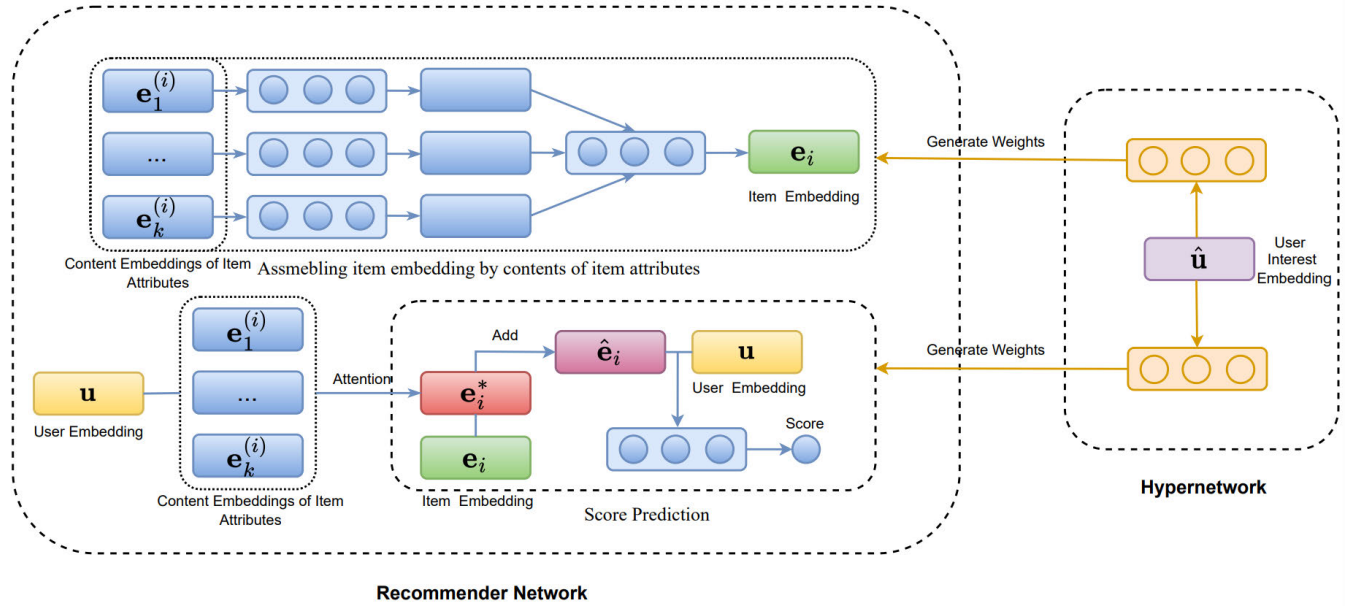 e_1^{(i)}
...
e_k^{(i)}
Content Embeddings of Item
Attributes
e_i
Item Embedding
Assmebling item embedding by contents of item attributes
u
User Embedding
e_1^{(i)}
...
e_k^{(i)}
Content Embeddings of Item
Attributes
Attention
Add
e_i^*
e_i
Item Embedding
ê_i
u
User Embedding
Score
Score Prediction
Recommender Network
Generate Weights
Generate Weights
û
User
Interest
Embedding
Hypernetwork